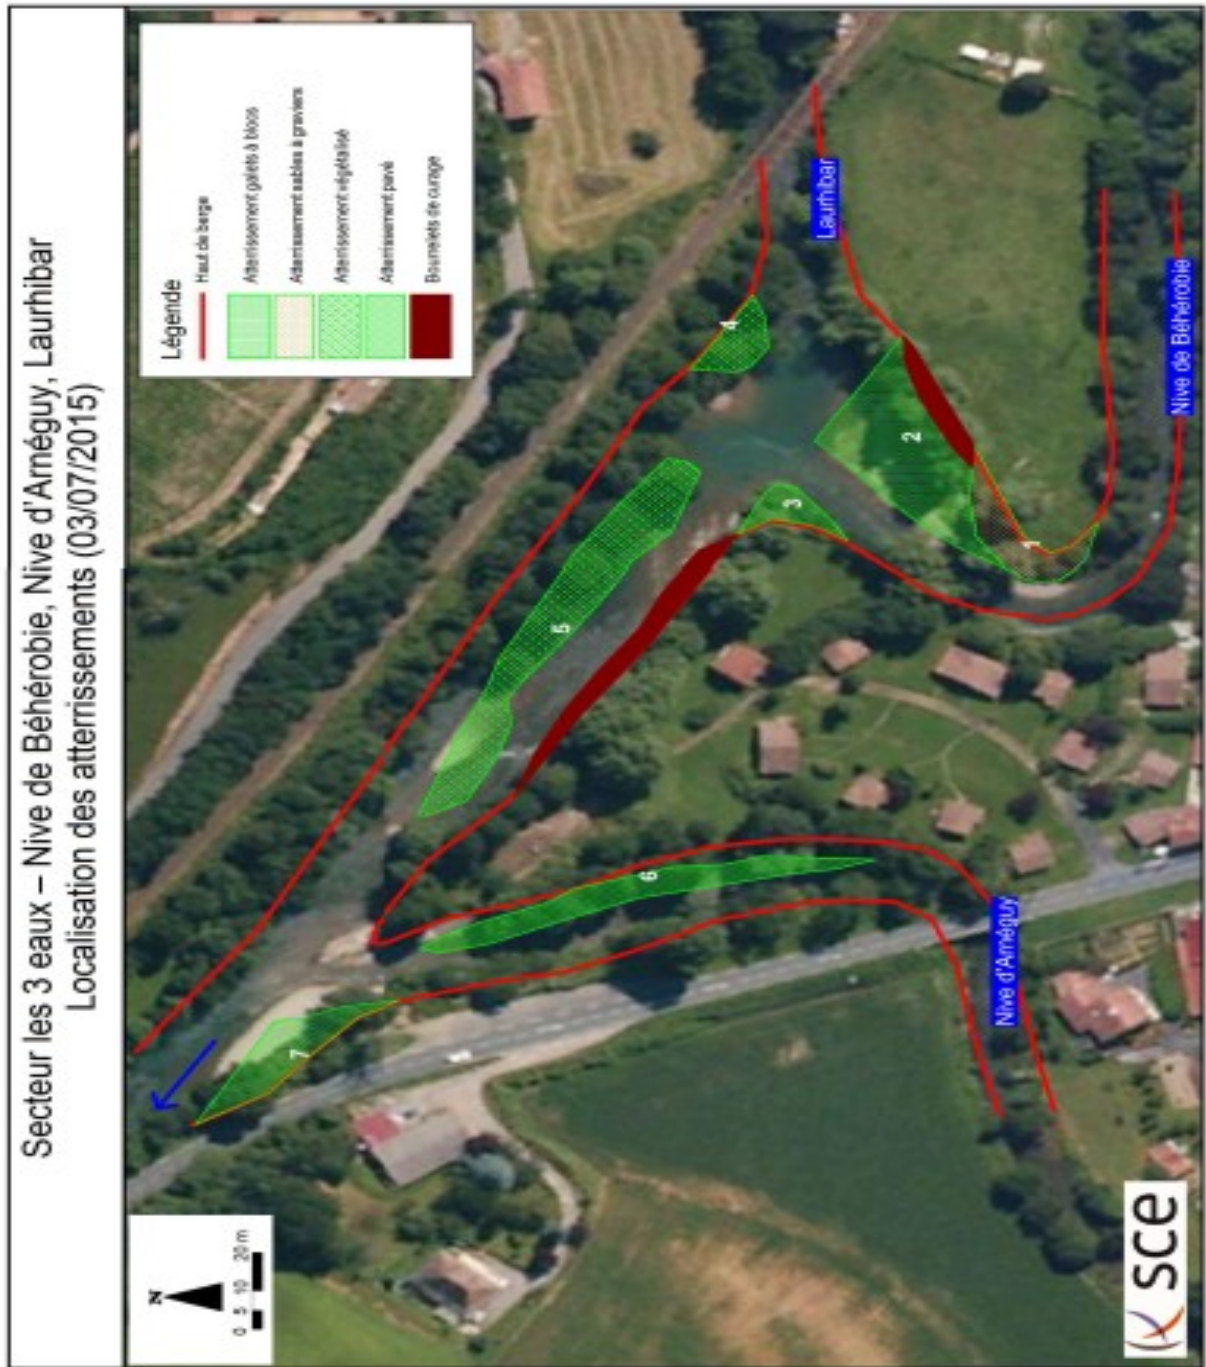 Secteur les 3 eaux – Nive de Béhérobie, Nive d'Arnéguy, Laurhibar
Localisation des atterrissements (03/07/2015)
N
0 5 10 20 m
Légende
Haut de berge
Atterrissement galets à blocs
Atterrissement sables à graviers
Atterrissement végétalisé
Atterrissement pavé
Bourrelets de curage
7
6
5
4
3
2
1
Laurhibar
Nive d'Arnéguy
Nive de Béhérobie
sce